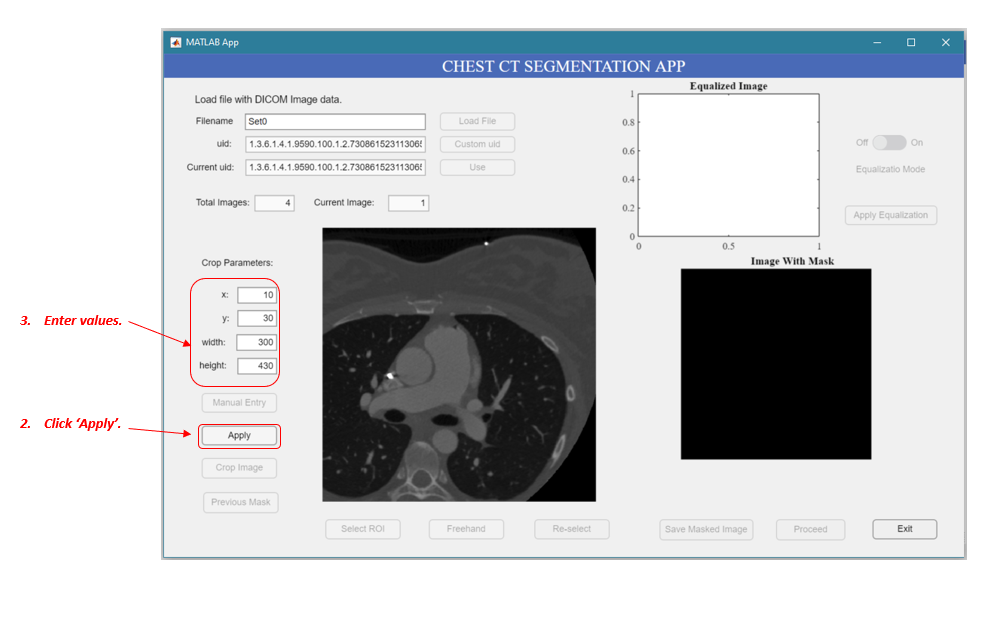 MATLAB App
CHEST CT SEGMENTATION APP
Load file with DICOM Image data.
Filename Set0 Load File
uid: 1.3.6.1.4.1.9590.100.1.2.73086152311306 Custom uid
Current uid: 1.3.6.1.4.1.9590.100.1.2.73086152311306 Use
Total Images: 4 Current Image: 1
Equalized Image
1
0.8
0.6
0.4
0.2
0
0 0.5 1
Off On
Equalizatio Mode
Apply Equalization
Image With Mask
Crop Parameters:
x: 10
y: 30
width: 300
height: 430
3. Enter values.
Manual Entry
2. Click ‘Apply’.
Apply
Crop Image
Previous Mask
Select ROI Freehand Re-select Save Masked Image Proceed Exit